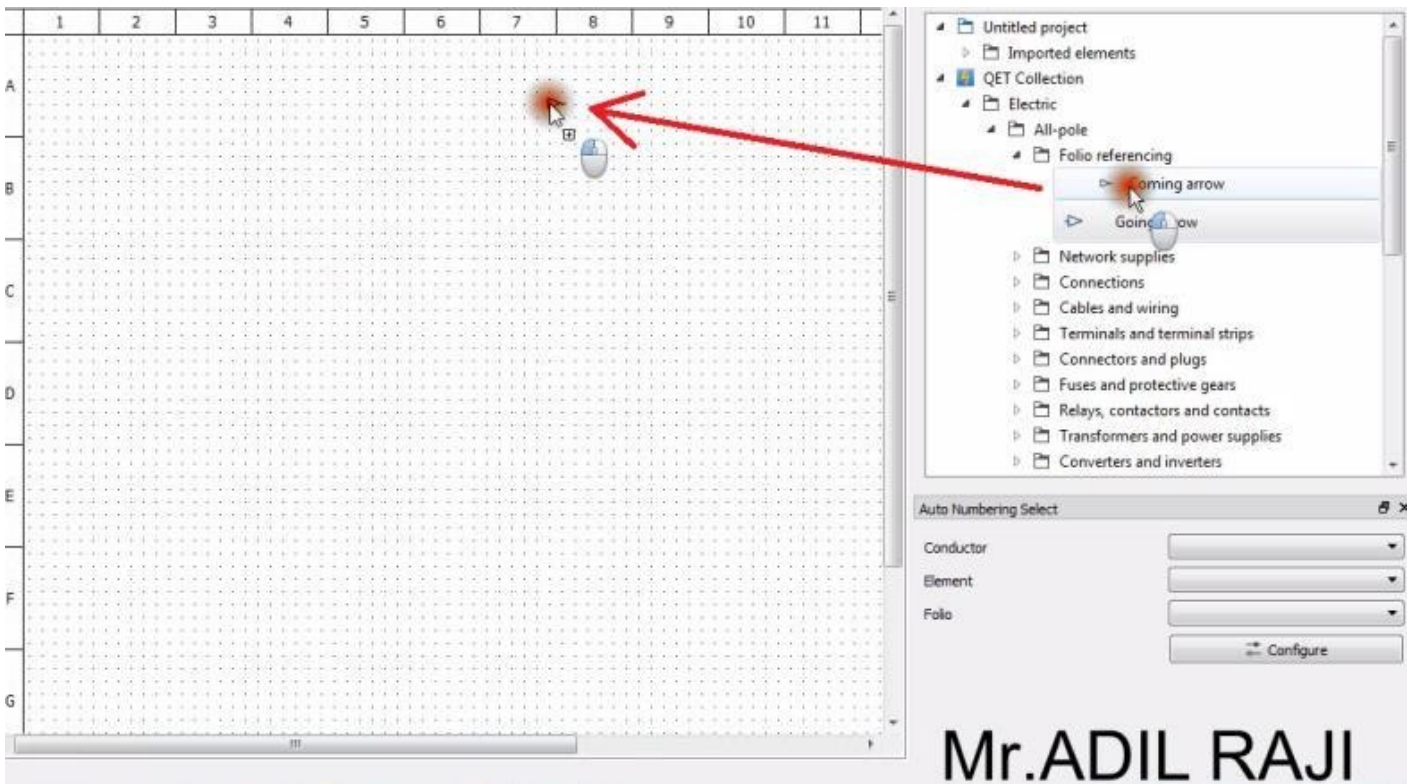 1 2 3 4 5 6 7 8 9 10 11
A
B
C
D
E
F
G
Untitled project
Imported elements
QET Collection
Electric
All-pole
Folio referencing
oming arrow
Going ow
Network supplies
Connections
Cables and wiring
Terminals and terminal strips
Connectors and plugs
Fuses and protective gears
Relays, contactors and contacts
Transformers and power supplies
Converters and inverters
Auto Numbering Select
Conductor
Element
Folio
Configure
Mr.ADIL RAJI